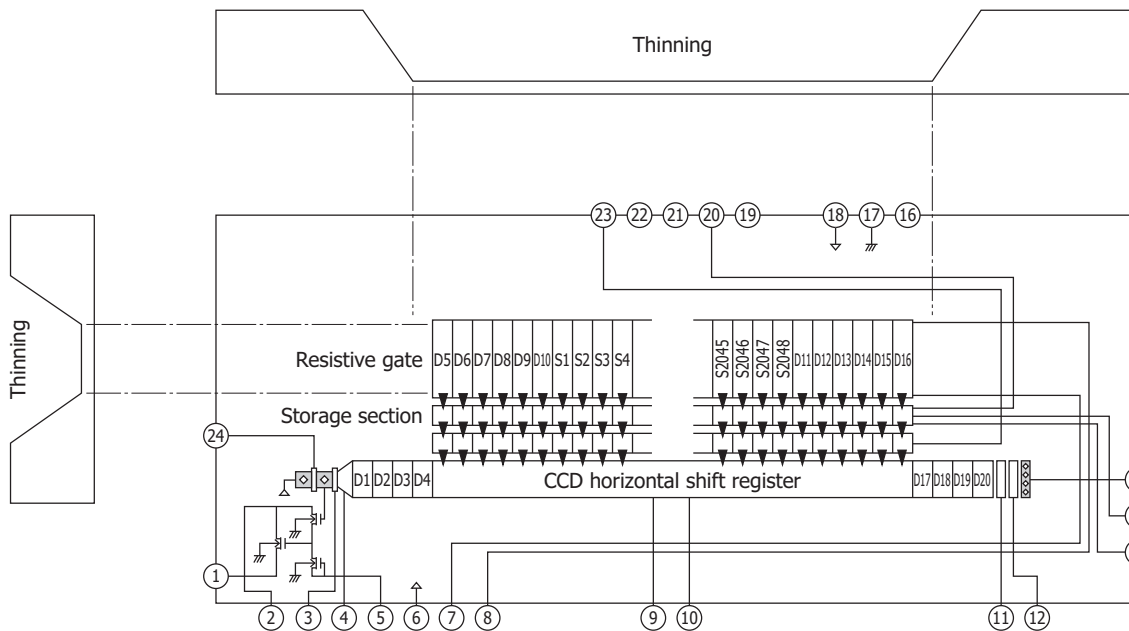 Thinning
Thinning
23 22 21 20 19 18 17 16
Resistive gate
D5 D6 D7 D8 D9 D10 S1 S2 S3 S4 S2045 S2046 S2047 S2048 D11 D12 D13 D14 D15 D16
Storage section
24
D1 D2 D3 D4 CCD horizontal shift register D17 D18 D19 D20
1
2 3 4 5 6 7 8 9 10 11 12